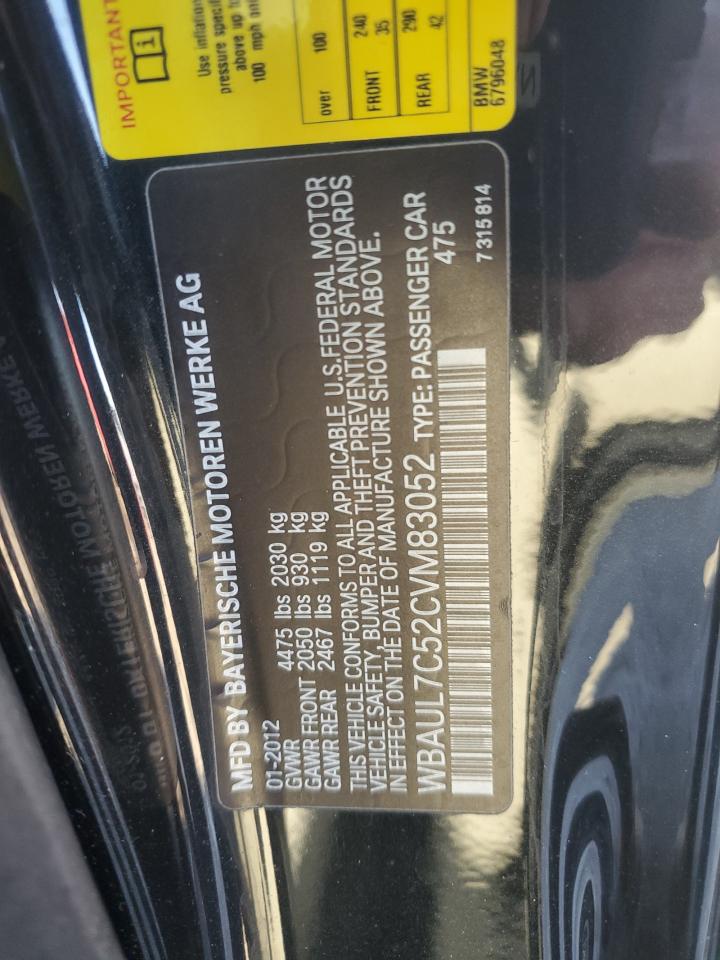 IMPORTANT
Use inflation
pressure speci
above up to
100 mph onl
over 100
FRONT 240
35
REAR 290
42
BMW
6796048
MFD BY BAYERISCHE MOTOREN WERKE AG
01-2012
GVWR 4475 lbs 2030 kg
GAWR FRONT 2050 lbs 930 kg
GAWR REAR 2467 lbs 1119 kg
THIS VEHICLE CONFORMS TO ALL APPLICABLE U.S.FEDERAL MOTOR
VEHICLE SAFETY, BUMPER AND THEFT PREVENTION STANDARDS
IN EFFECT ON THE DATE OF MANUFACTURE SHOWN ABOVE.
WBAUL7C52CVM83052 TYPE: PASSENGER CAR
475
7 315 814